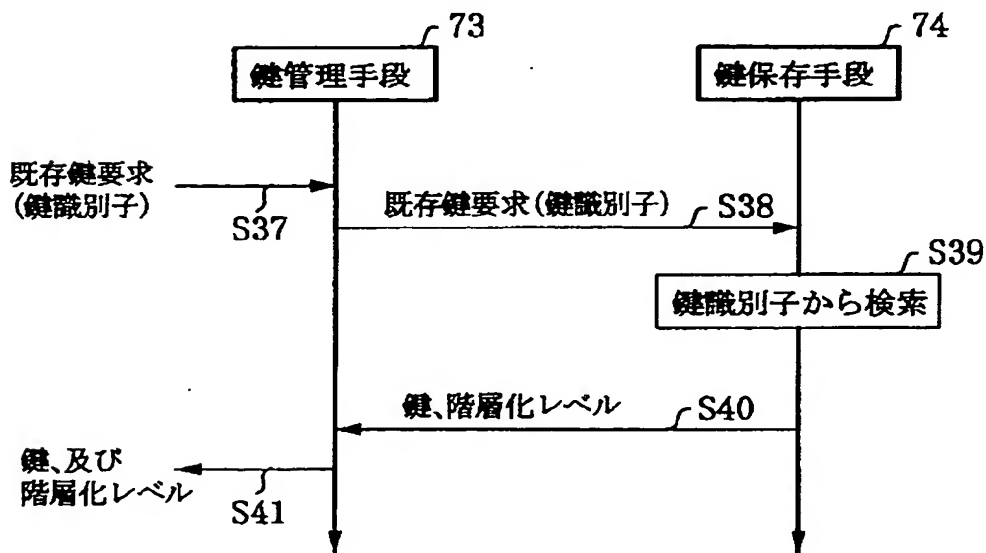 73
74
鍵管理手段
鍵保存手段
既存鍵要求
(鍵識別子)
S37
既存鍵要求(鍵識別子)
S38
S39
鍵識別子から検索
鍵、階層化レベル
S40
鍵、及び
階層化レベル
S41